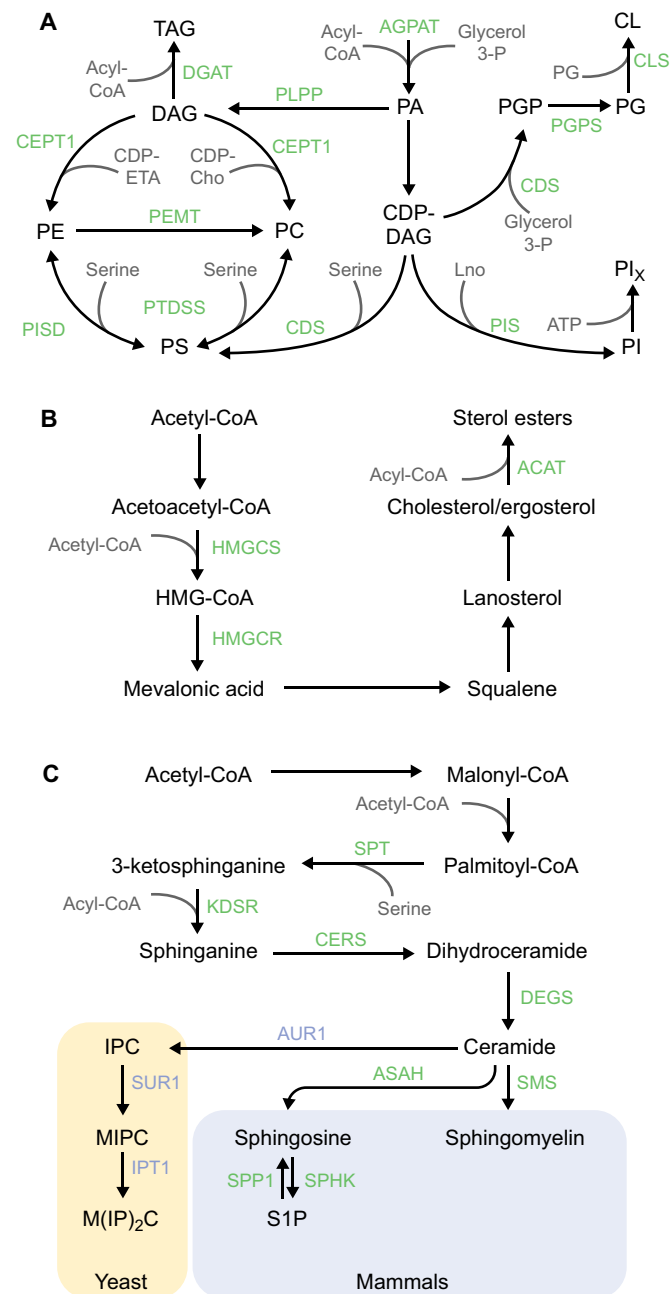 A
TAG
Acyl-
CoA
DGAT
DAG
Acyl-
CoA
AGPAT
Glycerol
3-P
PLPP
PA
CL
PG
CLS
PGP
PG
PGPS
CEPT1
CDP-
ETA
CDP-
Cho
CEPT1
CDS
Glycerol
3-P
PE
PEMT
PC
CDP-
DAG
Serine
Serine
Serine
Lno
PIX
ATP
PISD
PTDSS
CDS
PIS
PS
PI
B
Acetyl-CoA
Sterol esters
Acyl-CoA
ACAT
Acetoacetyl-CoA
Cholesterol/ergosterol
Acetyl-CoA
HMGCS
HMG-CoA
Lanosterol
HMGCR
Mevalonic acid
Squalene
C
Acetyl-CoA
Malonyl-CoA
Acetyl-CoA
3-ketosphinganine
SPT
Palmitoyl-CoA
Acyl-CoA
KDSR
Serine
Sphinganine
CERS
Dihydroceramide
DEGS
IPC
AUR1
Ceramide
SUR1
ASAH
SMS
MIPC
Sphingosine
Sphingomyelin
IPT1
SPP1
SPHK
M(IP)2C
S1P
Yeast
Mammals